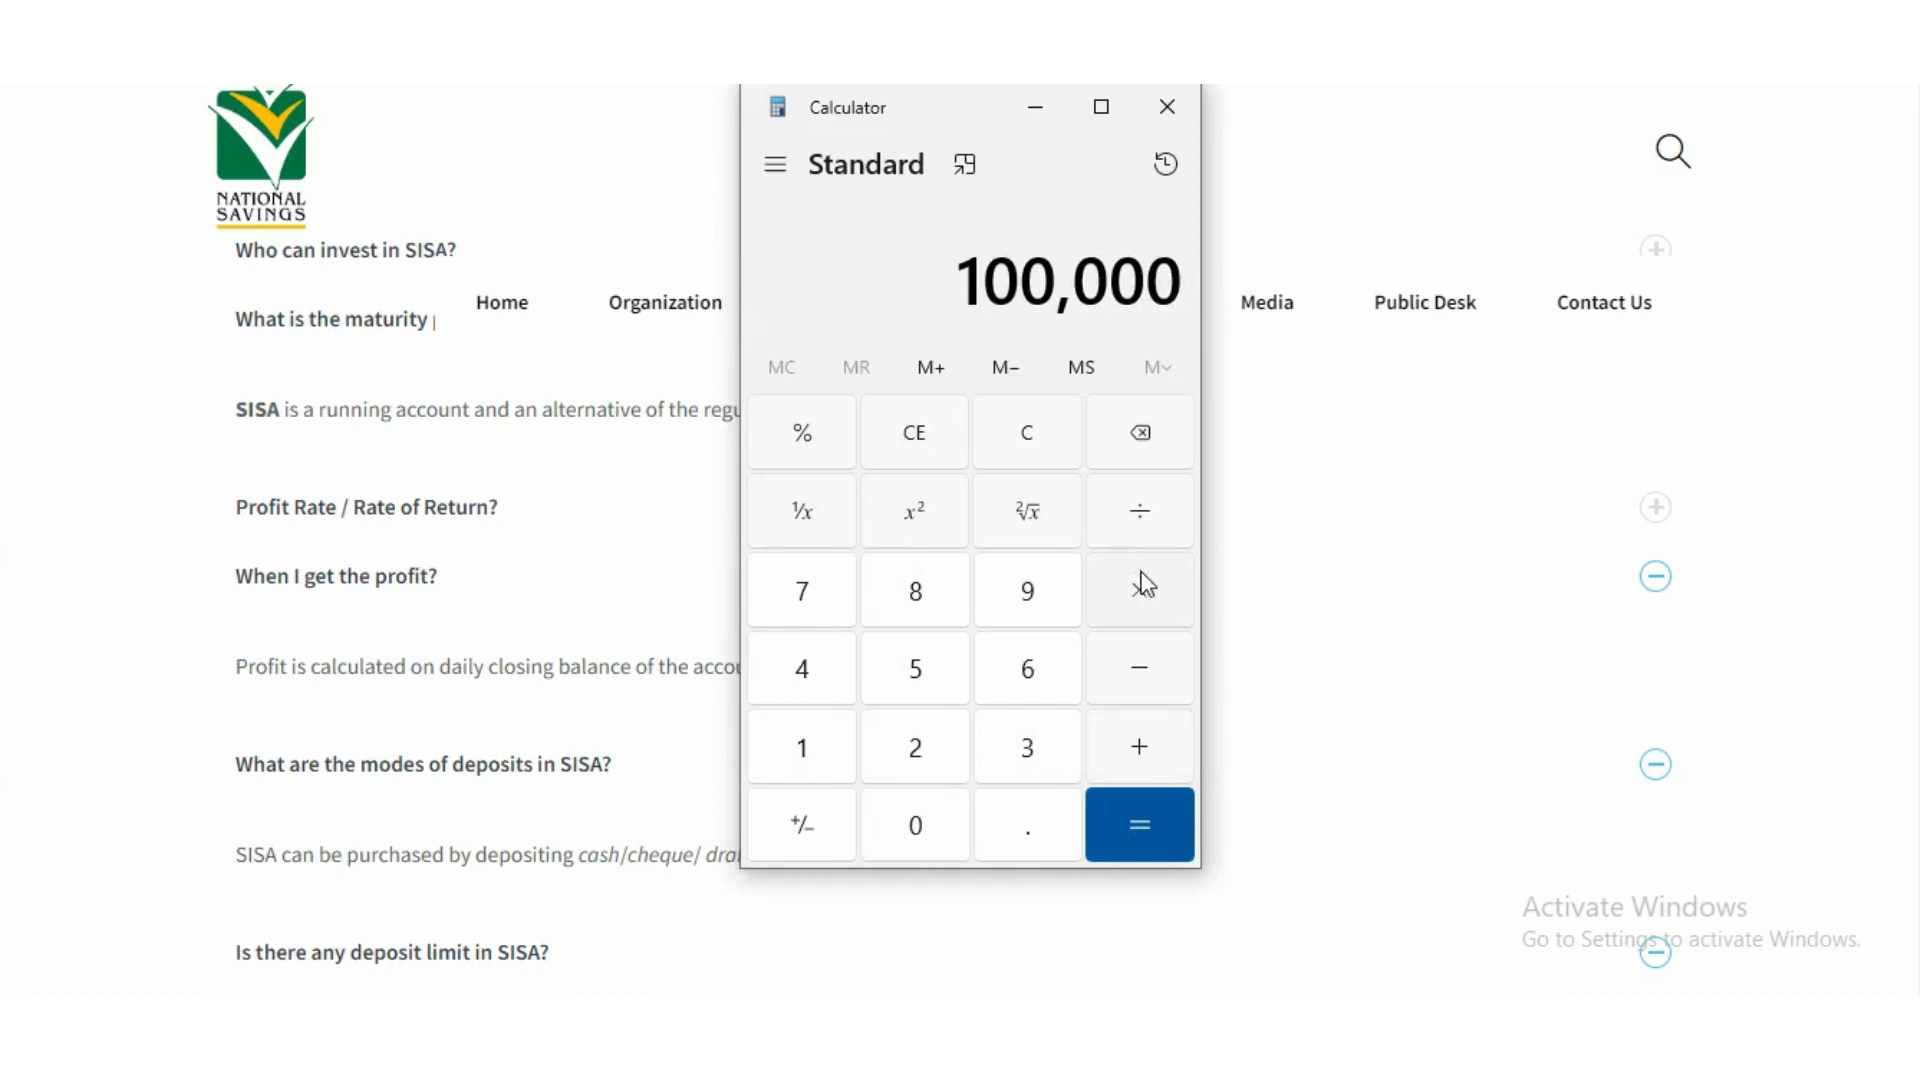 NATIONAL
SAVINGS
Who can invest in SISA?
Home
Organization
Media
Public Desk
Contact Us
What is the maturity
SISA is a running account and an alternative of the regu
Profit Rate / Rate of Return?
When I get the profit?
Profit is calculated on daily closing balance of the accou
What are the modes of deposits in SISA?
SISA can be purchased by depositing cash/cheque/ dra
Is there any deposit limit in SISA?
Calculator
Standard
100,000
MC MR M+ M− MS M
% CE C
⅟x x² ²√x ÷
7 8 9
4 5 6 −
1 2 3 +
+/− 0 . =
Activate Windows
Go to Settings to activate Windows.